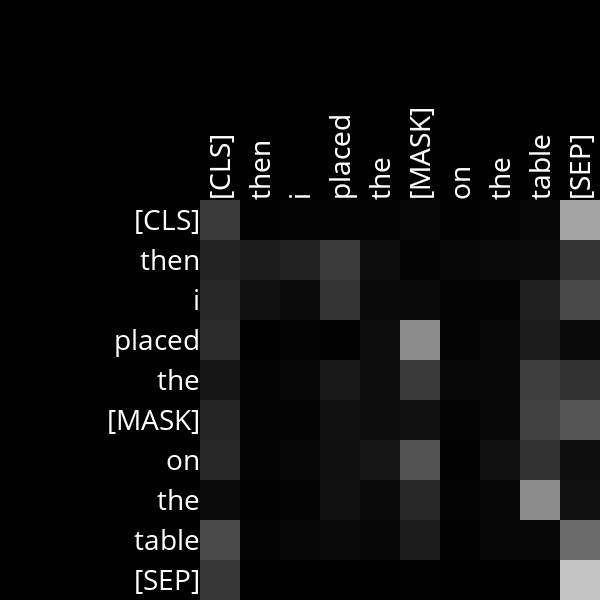 [CLS] then i placed the [MASK] on the table [SEP]
[CLS]
then
i
placed
the
[MASK]
on
the
table
[SEP]